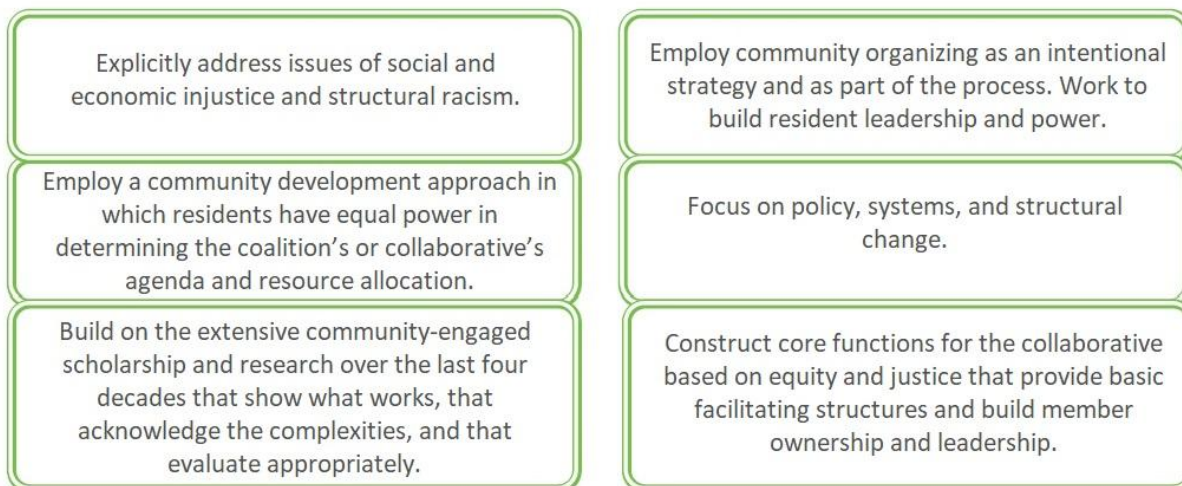 Explicitly address issues of social and
economic injustice and structural racism.
Employ community organizing as an intentional
strategy and as part of the process. Work to
build resident leadership and power.
Employ a community development approach in
which residents have equal power in
determining the coalition’s or collaborative’s
agenda and resource allocation.
Focus on policy, systems, and structural
change.
Build on the extensive community-engaged
scholarship and research over the last four
decades that show what works, that
acknowledge the complexities, and that
evaluate appropriately.
Construct core functions for the collaborative
based on equity and justice that provide basic
facilitating structures and build member
ownership and leadership.